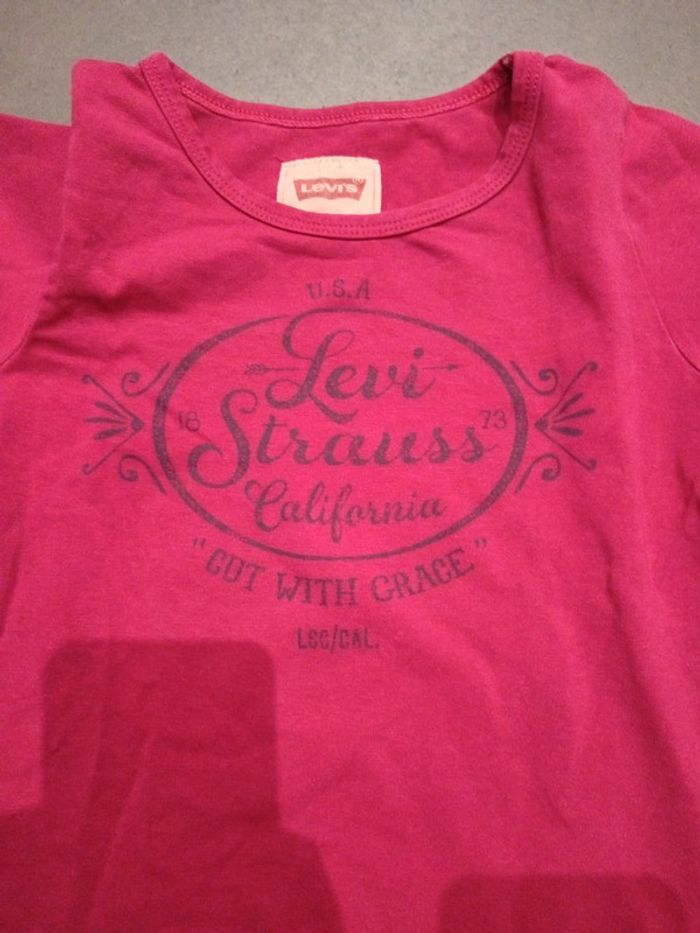 LEVI'S
U.S.A
Levi
18 73
Strauss
California
"CUT WITH GRACE"
LSC/CAL.